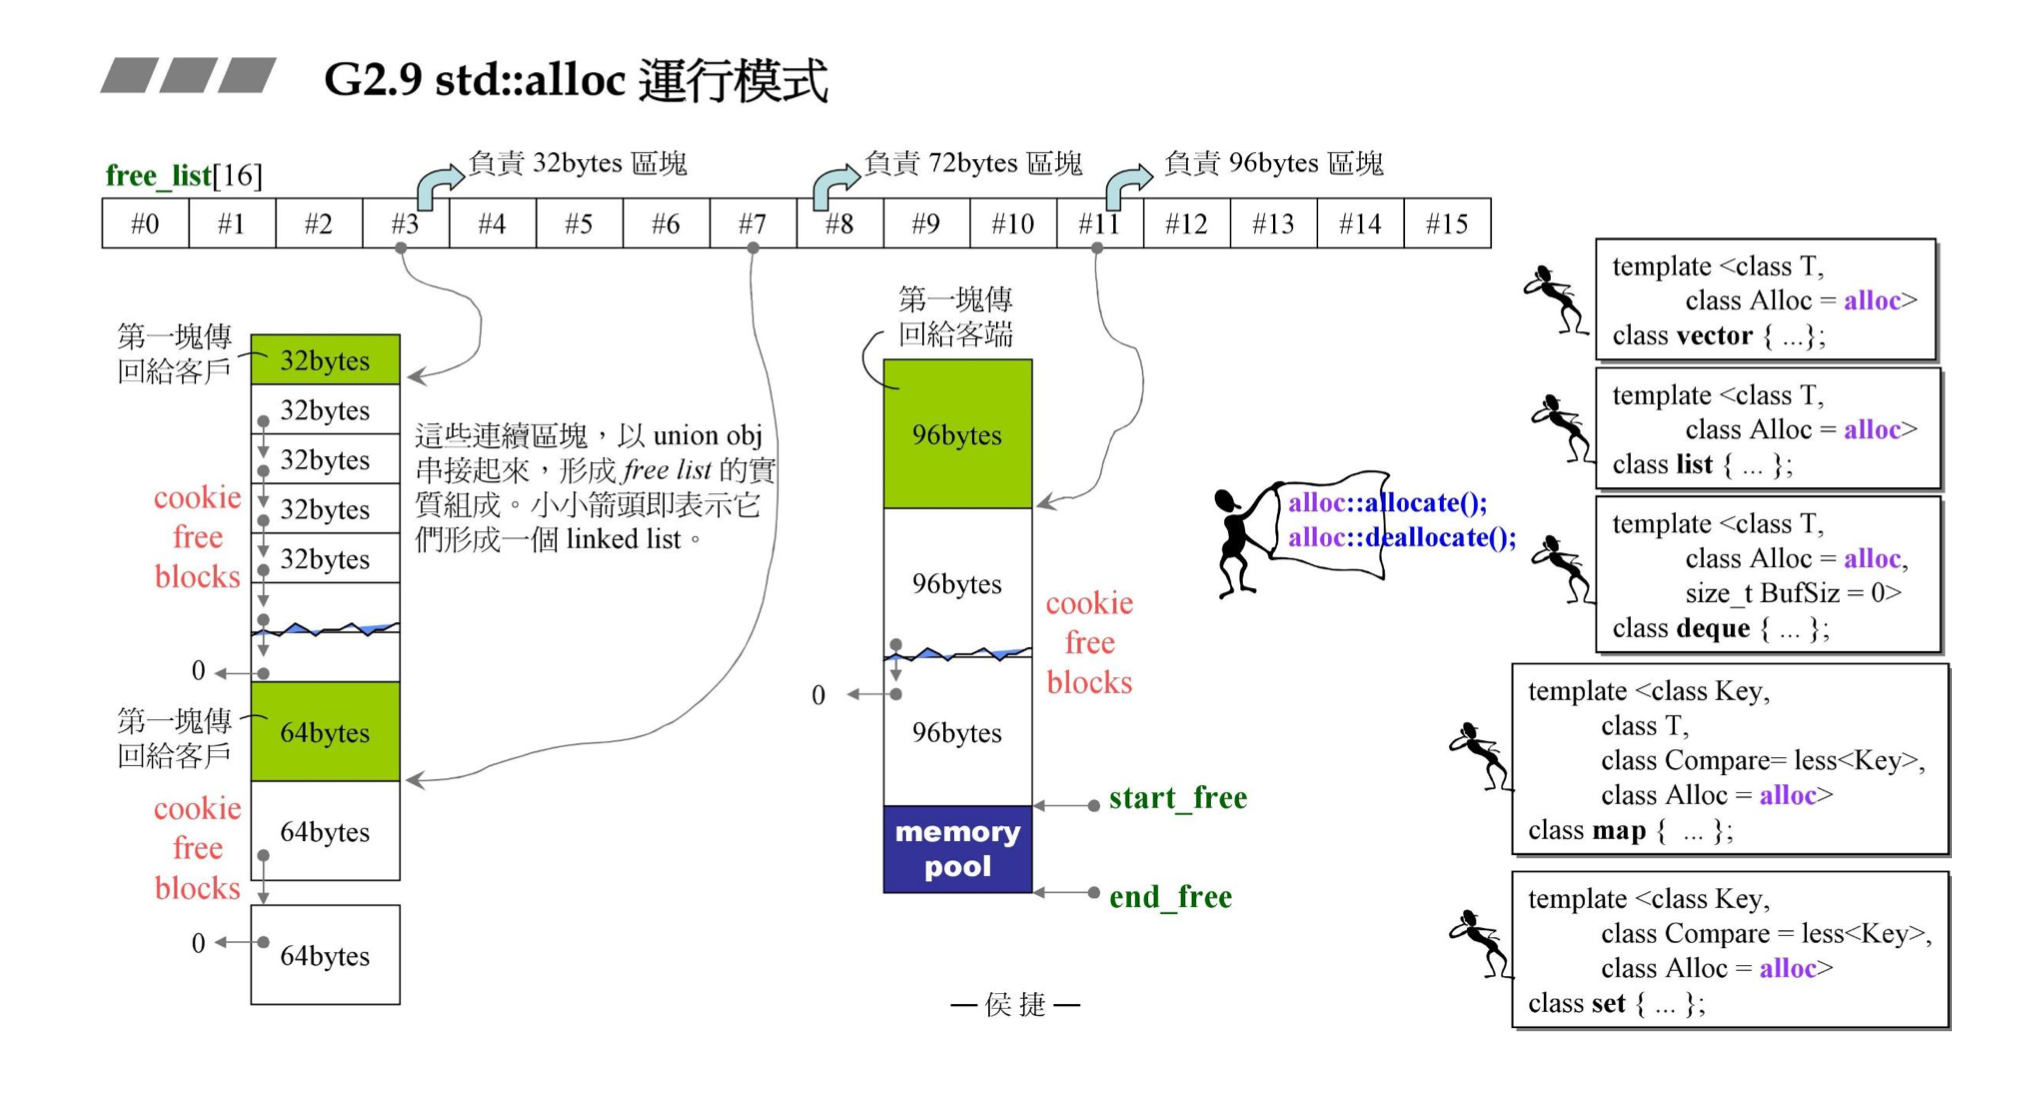 G2.9 std::alloc 運行模式
free_list[16]
負責 32bytes 區塊
負責 72bytes 區塊
負責 96bytes 區塊
#0 #1 #2 #3 #4 #5 #6 #7 #8 #9 #10 #11 #12 #13 #14 #15
第一塊傳
回給客戶
32bytes
32bytes
32bytes
32bytes
32bytes
cookie
free
blocks
0
這些連續區塊，以 union obj
串接起來，形成 free list 的實
質組成。小小箭頭即表示它
們形成一個 linked list。
第一塊傳
回給客戶
64bytes
cookie
free
blocks
64bytes
0
64bytes
第一塊傳
回給客端
96bytes
96bytes
cookie
free
blocks
0
96bytes
start_free
memory
pool
end_free
alloc::allocate();
alloc::deallocate();
template <class T,
class Alloc = alloc>
class vector { ...};
template <class T,
class Alloc = alloc>
class list { ... };
template <class T,
class Alloc = alloc,
size_t BufSiz = 0>
class deque { ... };
template <class Key,
class T,
class Compare= less<Key>,
class Alloc = alloc>
class map { ... };
template <class Key,
class Compare = less<Key>,
class Alloc = alloc>
class set { ... };
— 侯 捷 —